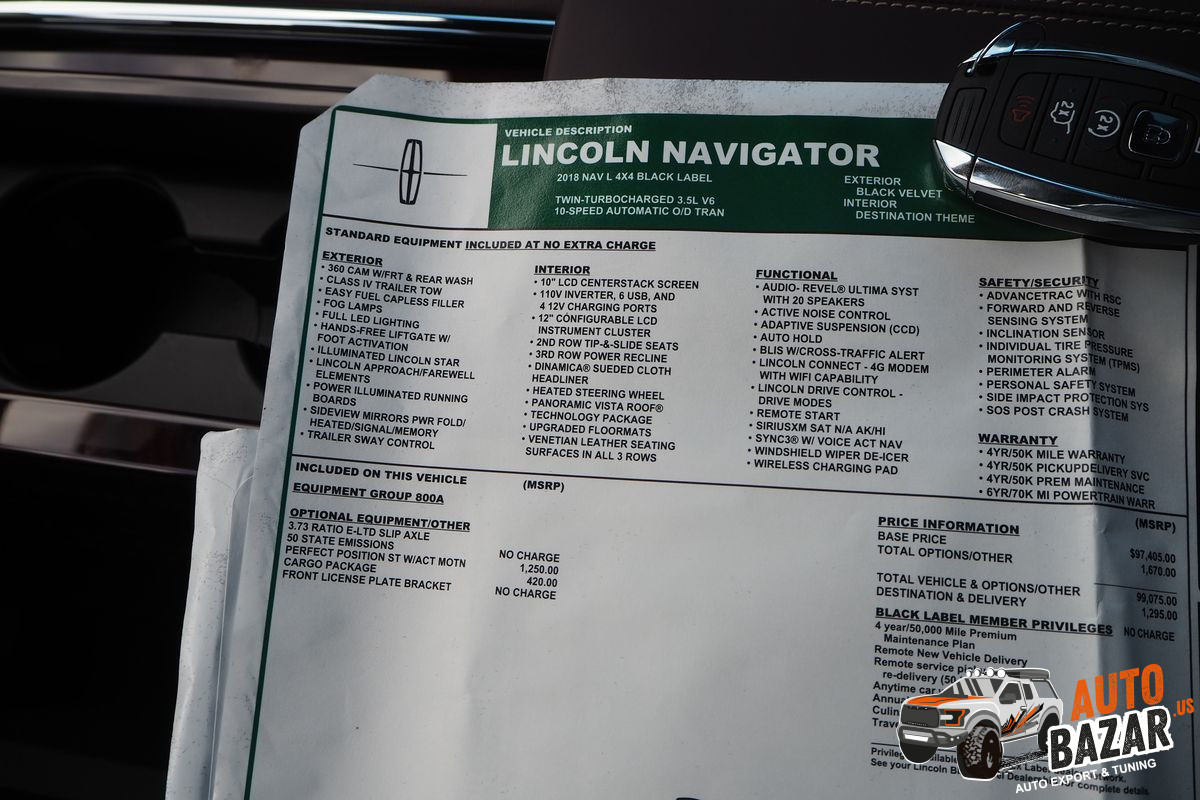 VEHICLE DESCRIPTION
LINCOLN NAVIGATOR
2018 NAV L 4X4 BLACK LABEL
TWIN-TURBOCHARGED 3.5L V6
10-SPEED AUTOMATIC O/D TRAN
EXTERIOR
BLACK VELVET
INTERIOR
DESTINATION THEME
2x
2x
STANDARD EQUIPMENT INCLUDED AT NO EXTRA CHARGE
EXTERIOR
• 360 CAM W/FRT & REAR WASH
• CLASS IV TRAILER TOW
• EASY FUEL CAPLESS FILLER
• FOG LAMPS
• FULL LED LIGHTING
• HANDS-FREE LIFTGATE W/
FOOT ACTIVATION
• ILLUMINATED LINCOLN STAR
• LINCOLN APPROACH/FAREWELL
ELEMENTS
• POWER ILLUMINATED RUNNING
BOARDS
• SIDEVIEW MIRRORS PWR FOLD/
HEATED/SIGNAL/MEMORY
• TRAILER SWAY CONTROL
INTERIOR
• 10" LCD CENTERSTACK SCREEN
• 110V INVERTER, 6 USB, AND
4 12V CHARGING PORTS
• 12" CONFIGURABLE LCD
INSTRUMENT CLUSTER
• 2ND ROW TIP-&-SLIDE SEATS
• 3RD ROW POWER RECLINE
• DINAMICA® SUEDED CLOTH
HEADLINER
• HEATED STEERING WHEEL
• PANORAMIC VISTA ROOF®
• TECHNOLOGY PACKAGE
• UPGRADED FLOORMATS
• VENETIAN LEATHER SEATING
SURFACES IN ALL 3 ROWS
FUNCTIONAL
• AUDIO- REVEL® ULTIMA SYST
WITH 20 SPEAKERS
• ACTIVE NOISE CONTROL
• ADAPTIVE SUSPENSION (CCD)
• AUTO HOLD
• BLIS W/CROSS-TRAFFIC ALERT
• LINCOLN CONNECT - 4G MODEM
WITH WIFI CAPABILITY
• LINCOLN DRIVE CONTROL -
DRIVE MODES
• REMOTE START
• SIRIUSXM SAT N/A AK/HI
• SYNC3® W/ VOICE ACT NAV
• WINDSHIELD WIPER DE-ICER
• WIRELESS CHARGING PAD
SAFETY/SECURITY
• ADVANCETRAC WITH RSC
• FORWARD AND REVERSE
SENSING SYSTEM
• INCLINATION SENSOR
• INDIVIDUAL TIRE PRESSURE
MONITORING SYSTEM (TPMS)
• PERIMETER ALARM
• PERSONAL SAFETY SYSTEM
• SIDE IMPACT PROTECTION SYS
• SOS POST CRASH SYSTEM
WARRANTY
• 4YR/50K MILE WARRANTY
• 4YR/50K PICKUPDELIVERY SVC
• 4YR/50K PREM MAINTENANCE
• 6YR/70K MI POWERTRAIN WARR
INCLUDED ON THIS VEHICLE (MSRP)
EQUIPMENT GROUP 800A
OPTIONAL EQUIPMENT/OTHER
3.73 RATIO E-LTD SLIP AXLE
50 STATE EMISSIONS NO CHARGE
PERFECT POSITION ST W/ACT MOTN 1,250.00
CARGO PACKAGE 420.00
FRONT LICENSE PLATE BRACKET NO CHARGE
PRICE INFORMATION (MSRP)
BASE PRICE $97,405.00
TOTAL OPTIONS/OTHER 1,670.00
TOTAL VEHICLE & OPTIONS/OTHER 99,075.00
DESTINATION & DELIVERY 1,295.00
BLACK LABEL MEMBER PRIVILEGES NO CHARGE
4 year/50,000 Mile Premium
Maintenance Plan
Remote New Vehicle Delivery
Remote service
re-delivery (50
Anytime car
See your Lincoln
complete details
AUTO
BAZAR.US
AUTO EXPORT & TUNING